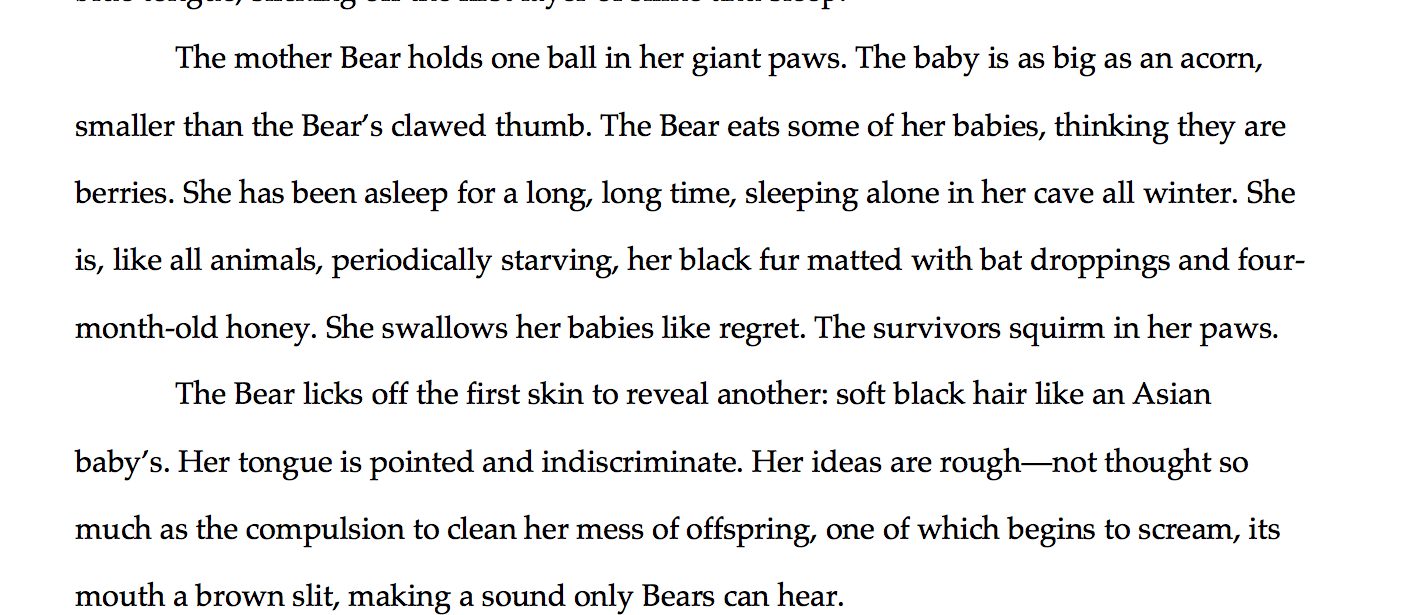 The mother Bear holds one ball in her giant paws. The baby is as big as an acorn,
smaller than the Bear's clawed thumb. The Bear eats some of her babies, thinking they are
berries. She has been asleep for a long, long time, sleeping alone in her cave all winter. She
is, like all animals, periodically starving, her black fur matted with bat droppings and four-
month-old honey. She swallows her babies like regret. The survivors squirm in her paws.
The Bear licks off the first skin to reveal another: soft black hair like an Asian
baby's. Her tongue is pointed and indiscriminate. Her ideas are rough—not thought so
much as the compulsion to clean her mess of offspring, one of which begins to scream, its
mouth a brown slit, making a sound only Bears can hear.